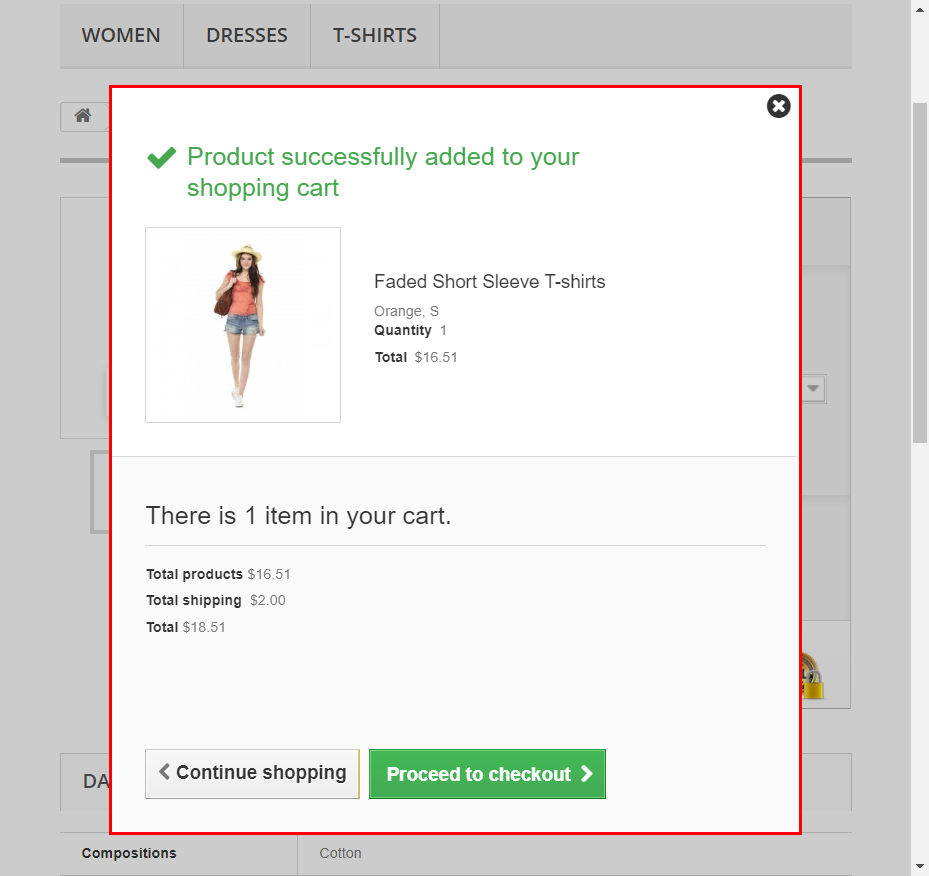 WOMEN DRESSES T-SHIRTS
Product successfully added to your
shopping cart
Faded Short Sleeve T-shirts
Orange, S
Quantity 1
Total $16.51
There is 1 item in your cart.
Total products $16.51
Total shipping $2.00
Total $18.51
Continue shopping Proceed to checkout
DA
Compositions Cotton